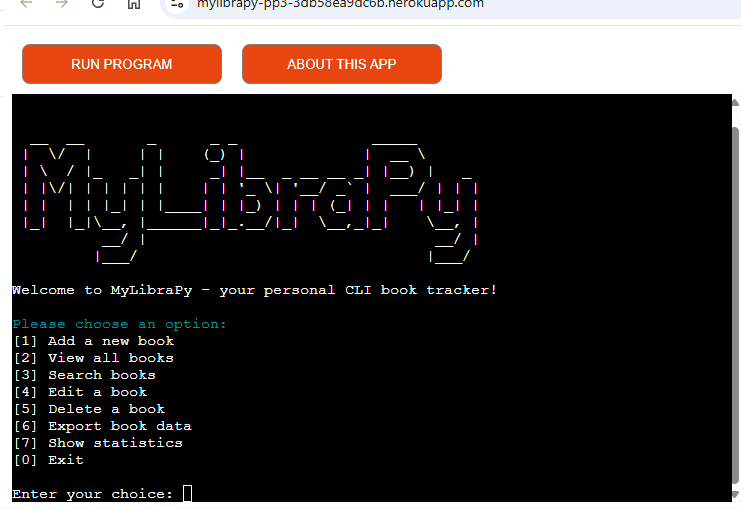 mylibrapy-pp3-3db58ea9dc6b.herokuapp.com
RUN PROGRAM
ABOUT THIS APP
MyLibraPy
Welcome to MyLibraPy - your personal CLI book tracker!
Please choose an option:
[1] Add a new book
[2] View all books
[3] Search books
[4] Edit a book
[5] Delete a book
[6] Export book data
[7] Show statistics
[0] Exit
Enter your choice: